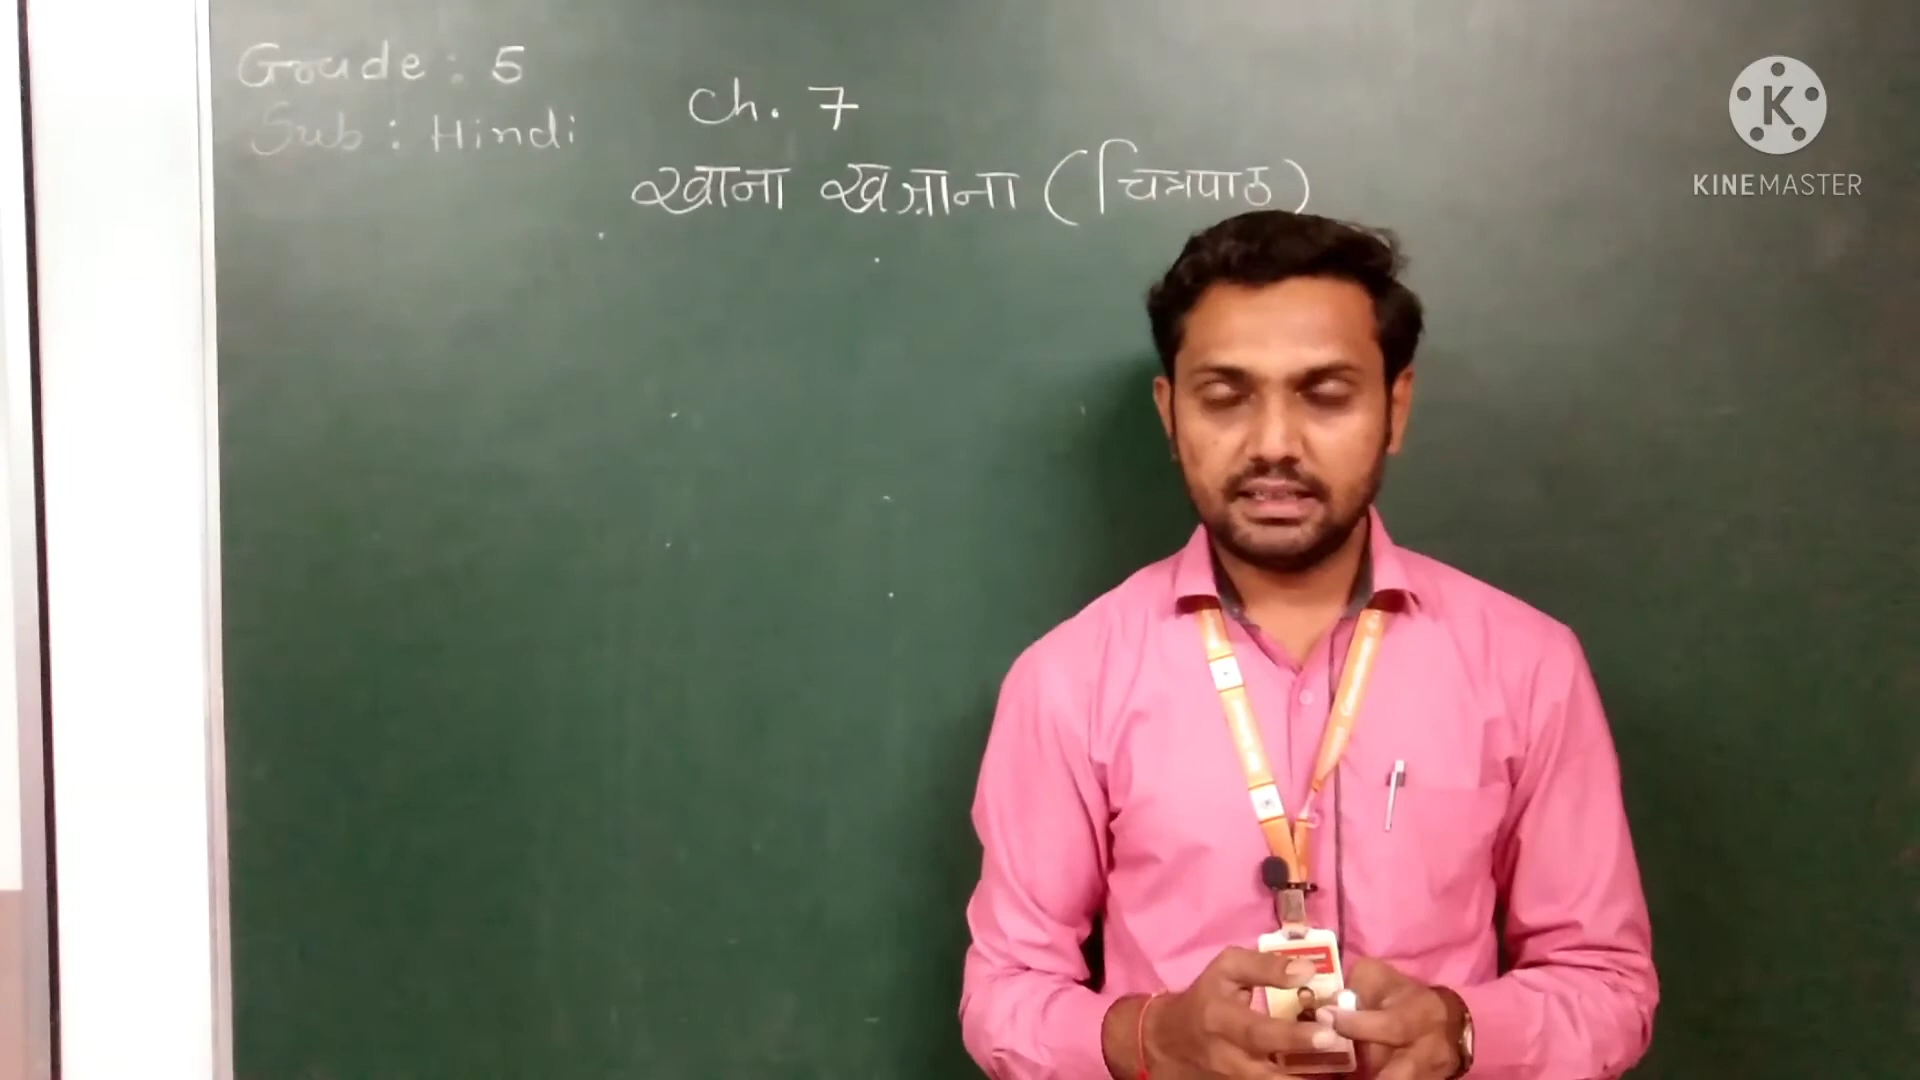 Grade : 5
Sub : Hindi
Ch. 7
खाना खज़ाना (चित्रपाठ)
K
KINEMASTER